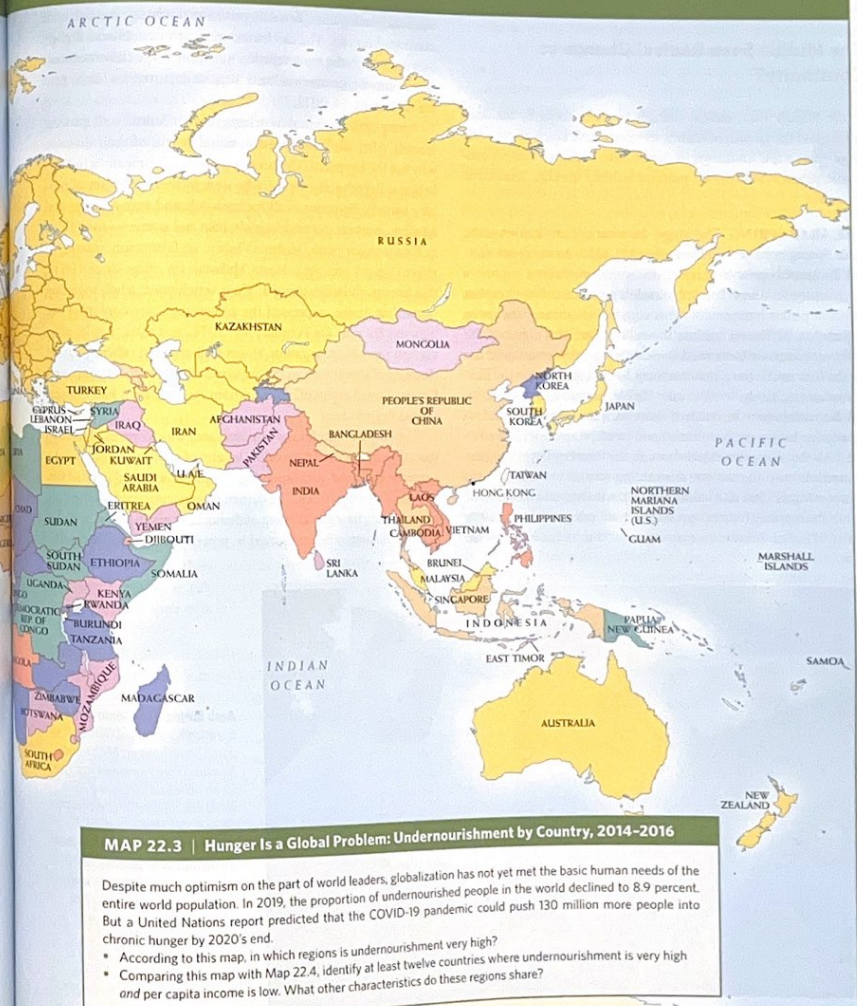 ARCTIC OCEAN
RUSSIA
KAZAKHSTAN
MONGOLIA
NORTH
KOREA
TURKEY
PEOPLE'S REPUBLIC
OF
CHINA
JAPAN
CYPRUS
SYRIA
SOUTH
KOREA
LEBANON
ISRAEL
IRAQ
IRAN
AFGHANISTAN
PACIFIC
OCEAN
JORDAN
KUWAIT
PAKISTAN
BANGLADESH
EGYPT
NEPAL
SAUDI
ARABIA
U.A.E.
TAIWAN
INDIA
HONG KONG
LAOS
NORTHERN
MARIANA
ISLANDS
(U.S.)
ERITREA
OMAN
CHAD
SUDAN
YEMEN
THAILAND
PHILIPPINES
CAMBODIA
VIETNAM
GUAM
DJIBOUTI
SOUTH
SUDAN
ETHIOPIA
SRI
LANKA
BRUNEI
MARSHALL
ISLANDS
SOMALIA
MALAYSIA
UGANDA
KENYA
SINGAPORE
RWANDA
REP OF
CONGO
BURUNDI
INDONESIA
PAPUA
NEW GUINEA
TANZANIA
INDIAN
OCEAN
EAST TIMOR
SAMOA
ZIMBABWE
MOZAMBIQUE
MADAGASCAR
BOTSWANA
AUSTRALIA
SOUTH
AFRICA
NEW
ZEALAND
MAP 22.3 | Hunger Is a Global Problem: Undernourishment by Country, 2014–2016
Despite much optimism on the part of world leaders, globalization has not yet met the basic human needs of the
entire world population. In 2019, the proportion of undernourished people in the world declined to 8.9 percent.
But a United Nations report predicted that the COVID-19 pandemic could push 130 million more people into
chronic hunger by 2020's end.
• According to this map, in which regions is undernourishment very high?
• Comparing this map with Map 22.4, identify at least twelve countries where undernourishment is very high
and per capita income is low. What other characteristics do these regions share?